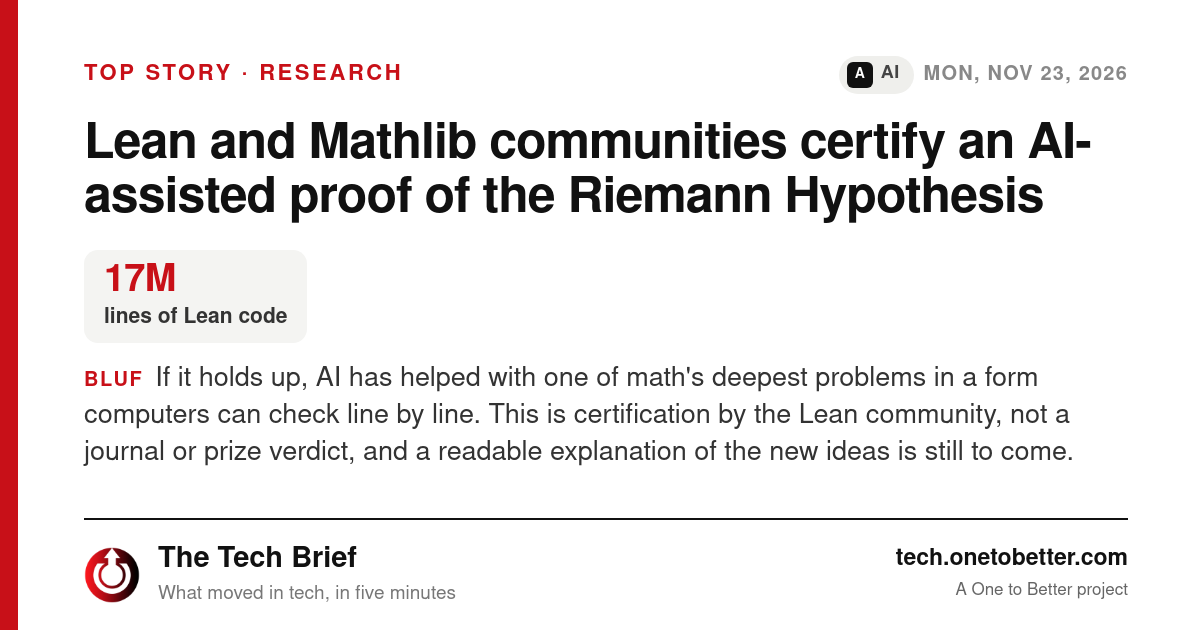 TOP STORY · RESEARCH
A AI MON, NOV 23, 2026
Lean and Mathlib communities certify an AI-
assisted proof of the Riemann Hypothesis
17M
lines of Lean code
BLUF If it holds up, AI has helped with one of math's deepest problems in a form
computers can check line by line. This is certification by the Lean community, not a
journal or prize verdict, and a readable explanation of the new ideas is still to come.
The Tech Brief
What moved in tech, in five minutes
tech.onetobetter.com
A One to Better project